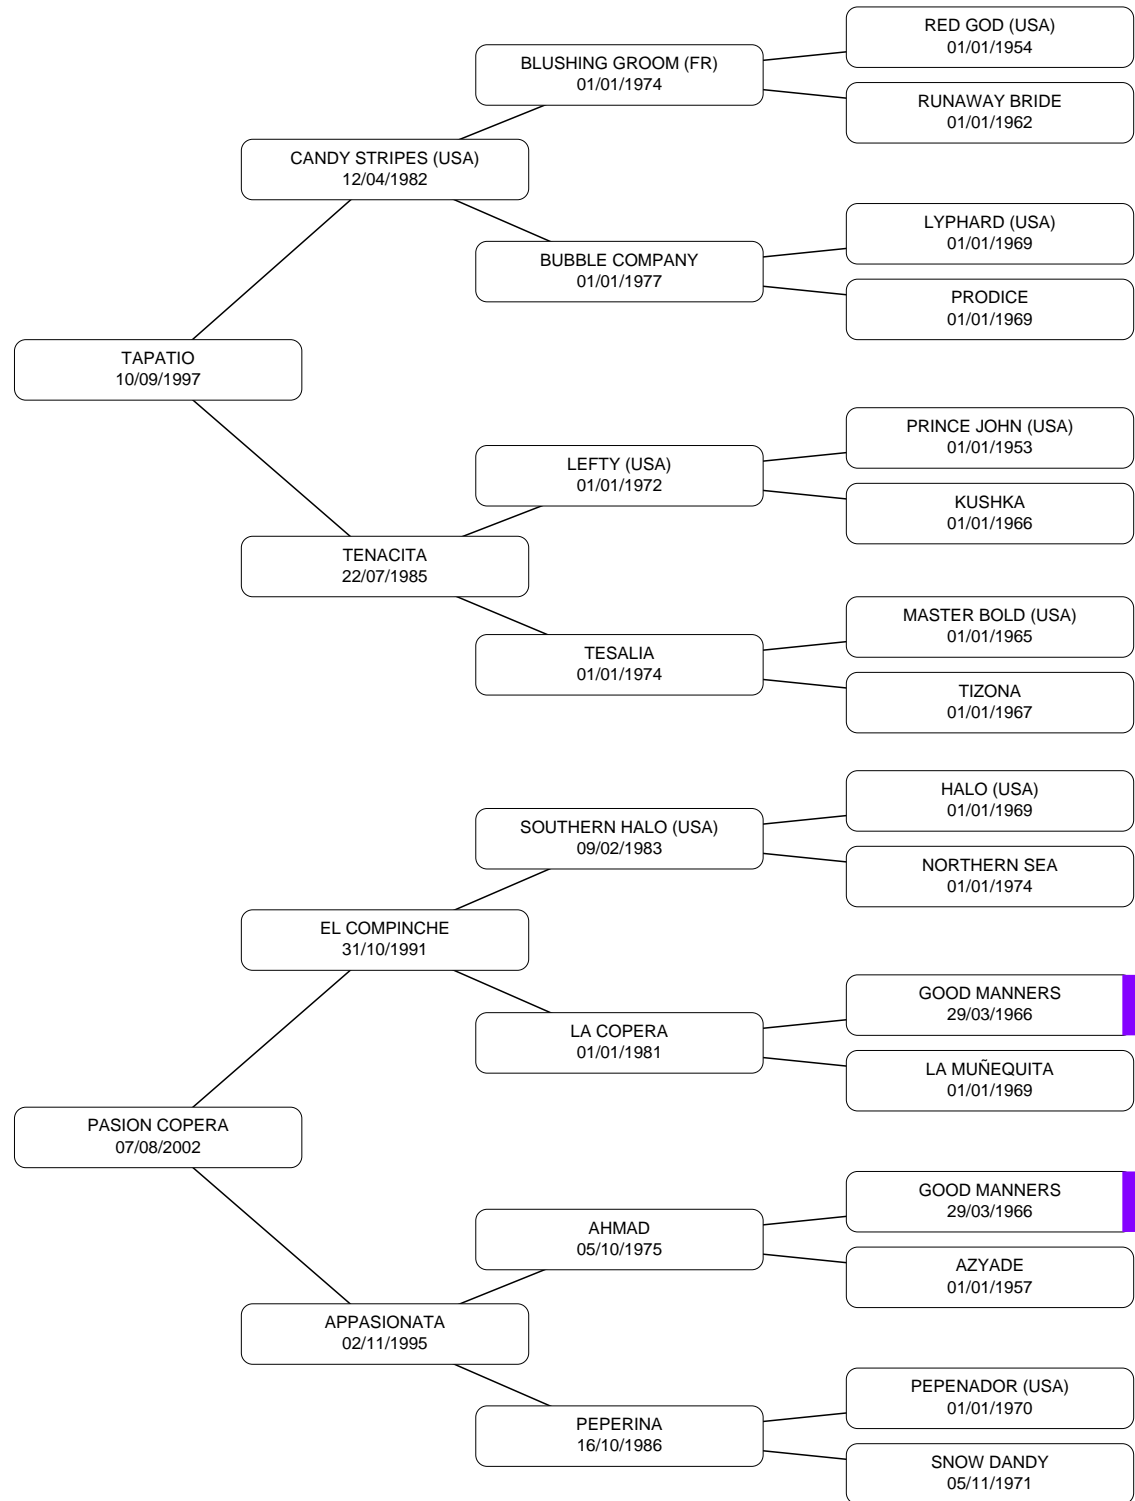 RED GOD (USA)
01/01/1954
BLUSHING GROOM (FR)
01/01/1974
RUNAWAY BRIDE
01/01/1962
CANDY STRIPES (USA)
12/04/1982
LYPHARD (USA)
01/01/1969
BUBBLE COMPANY
01/01/1977
PRODICE
01/01/1969
TAPATIO
10/09/1997
PRINCE JOHN (USA)
01/01/1953
LEFTY (USA)
01/01/1972
KUSHKA
01/01/1966
TENACITA
22/07/1985
MASTER BOLD (USA)
01/01/1965
TESALIA
01/01/1974
TIZONA
01/01/1967
HALO (USA)
01/01/1969
SOUTHERN HALO (USA)
09/02/1983
NORTHERN SEA
01/01/1974
EL COMPINCHE
31/10/1991
GOOD MANNERS
29/03/1966
LA COPERA
01/01/1981
LA MUÑEQUITA
01/01/1969
PASION COPERA
07/08/2002
GOOD MANNERS
29/03/1966
AHMAD
05/10/1975
AZYADE
01/01/1957
APPASIONATA
02/11/1995
PEPENADOR (USA)
01/01/1970
PEPERINA
16/10/1986
SNOW DANDY
05/11/1971